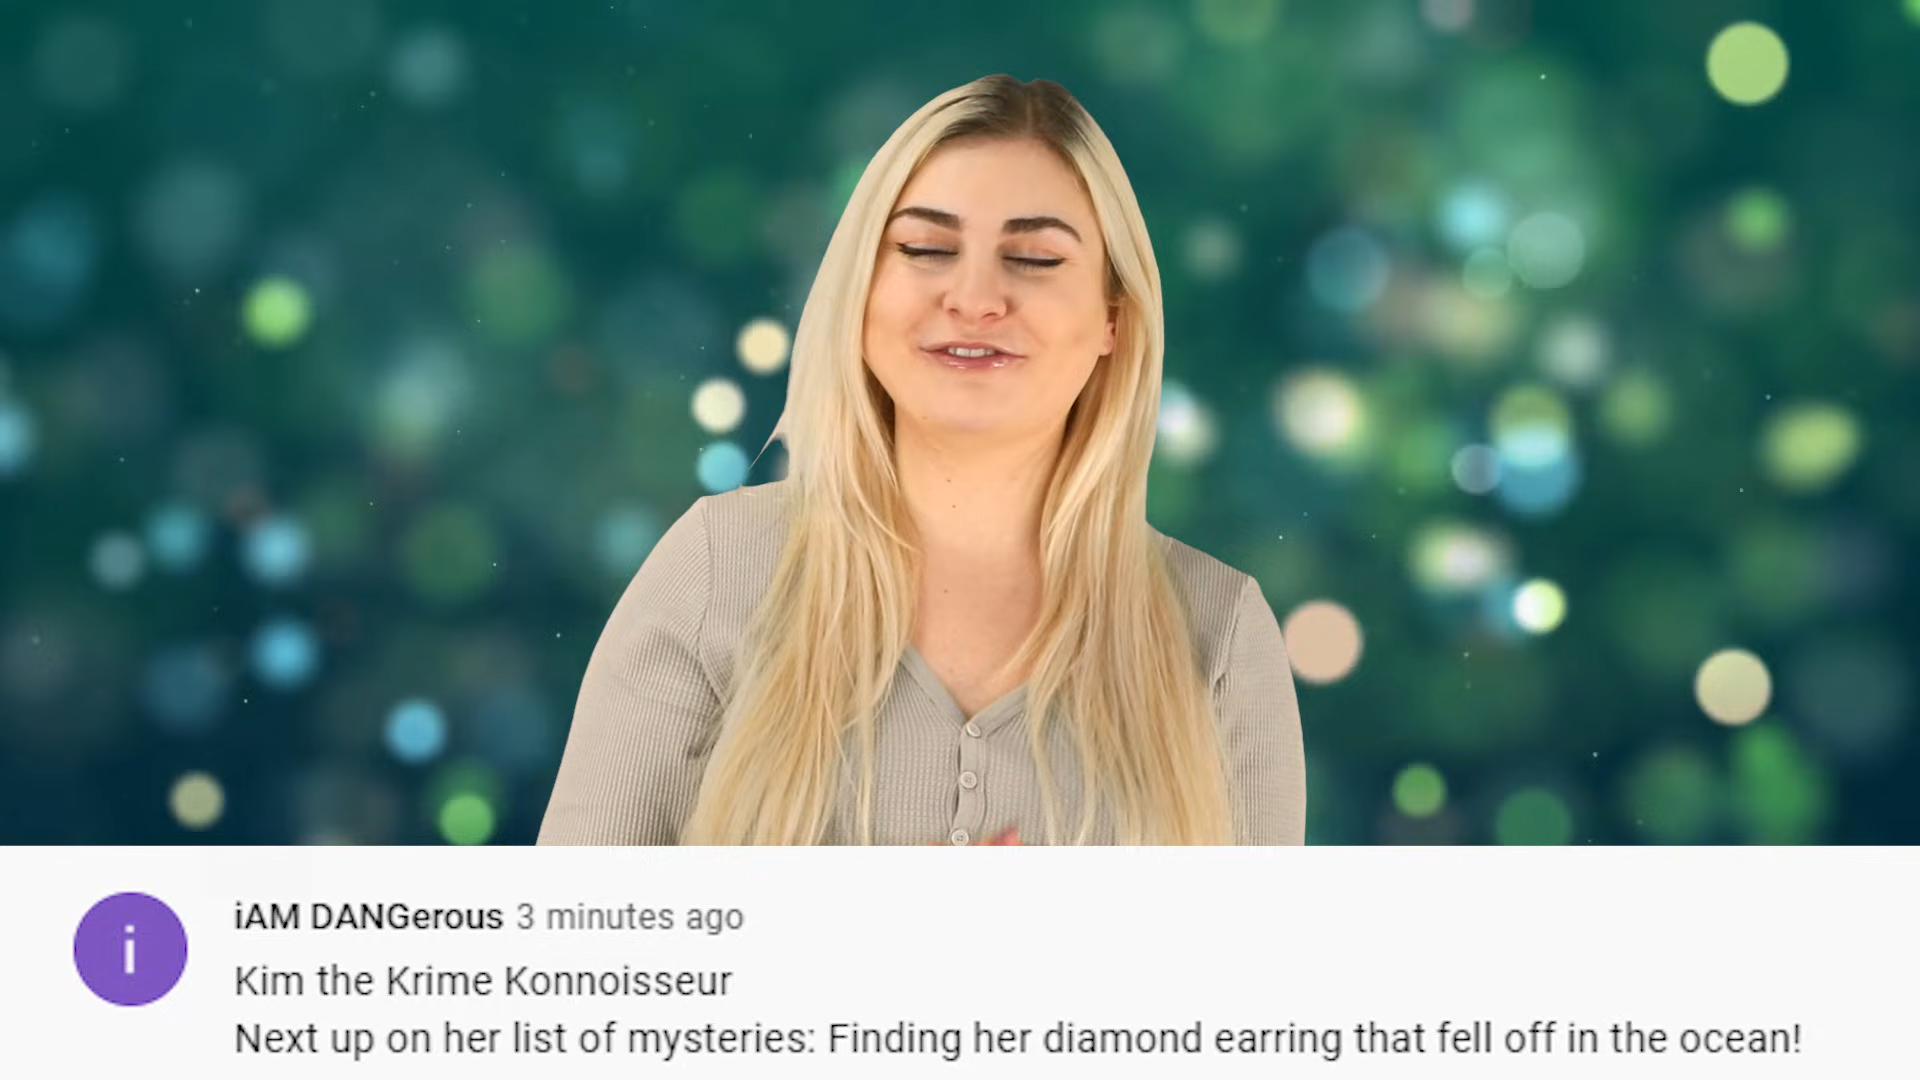 i
iAM DANGerous 3 minutes ago
Kim the Krime Konnoisseur
Next up on her list of mysteries: Finding her diamond earring that fell off in the ocean!